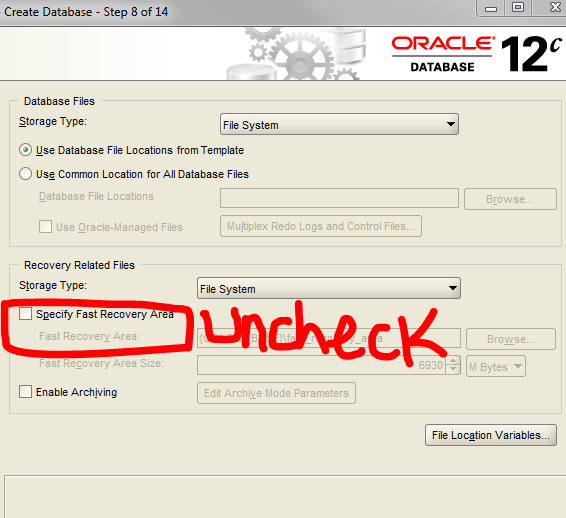 Create Database - Step 8 of 14
ORACLE
DATABASE 12c
Database Files
Storage Type: File System
Use Database File Locations from Template
Use Common Location for All Database Files
Database File Locations Browse...
Use Oracle-Managed Files Multiplex Redo Logs and Control Files...
Recovery Related Files
Storage Type: File System
Specify Fast Recovery Area uncheck
Fast Recovery Area: Browse...
Fast Recovery Area Size: 6930 M Bytes
Enable Archiving Edit Archive Mode Parameters
File Location Variables...